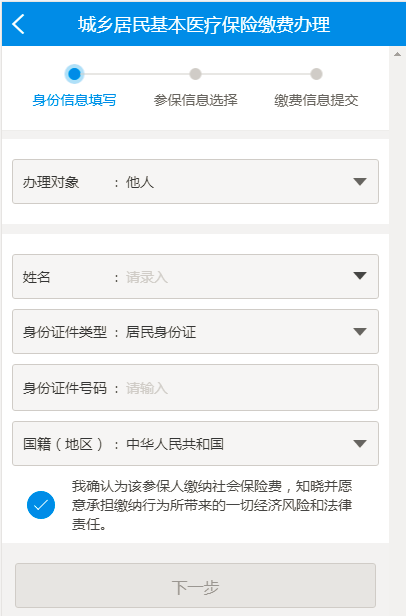 城乡居民基本医疗保险缴费办理
身份信息填写 参保信息选择 缴费信息提交
办理对象 : 他人
姓名 : 请录入
身份证件类型 : 居民身份证
身份证件号码 : 请输入
国籍（地区） : 中华人民共和国
我确认为该参保人缴纳社会保险费，知晓并愿
意承担缴纳行为所带来的一切经济风险和法律
责任。
下一步